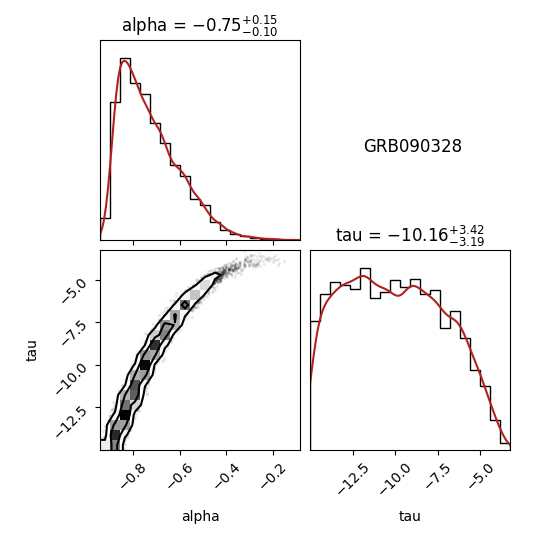 alpha = −0.75+0.15−0.10
GRB090328
tau = −10.16+3.42−3.19
−5.0
−7.5
−10.0
−12.5
tau
−0.8 −0.6 −0.4 −0.2
alpha
−12.5 −10.0 −7.5 −5.0
tau